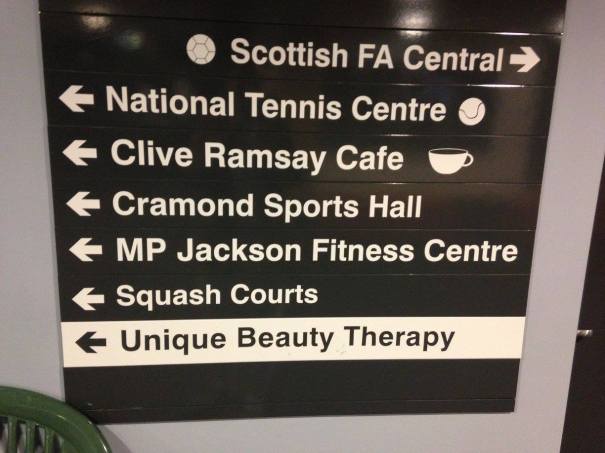 Scottish FA Central
National Tennis Centre
Clive Ramsay Cafe
Cramond Sports Hall
MP Jackson Fitness Centre
Squash Courts
Unique Beauty Therapy